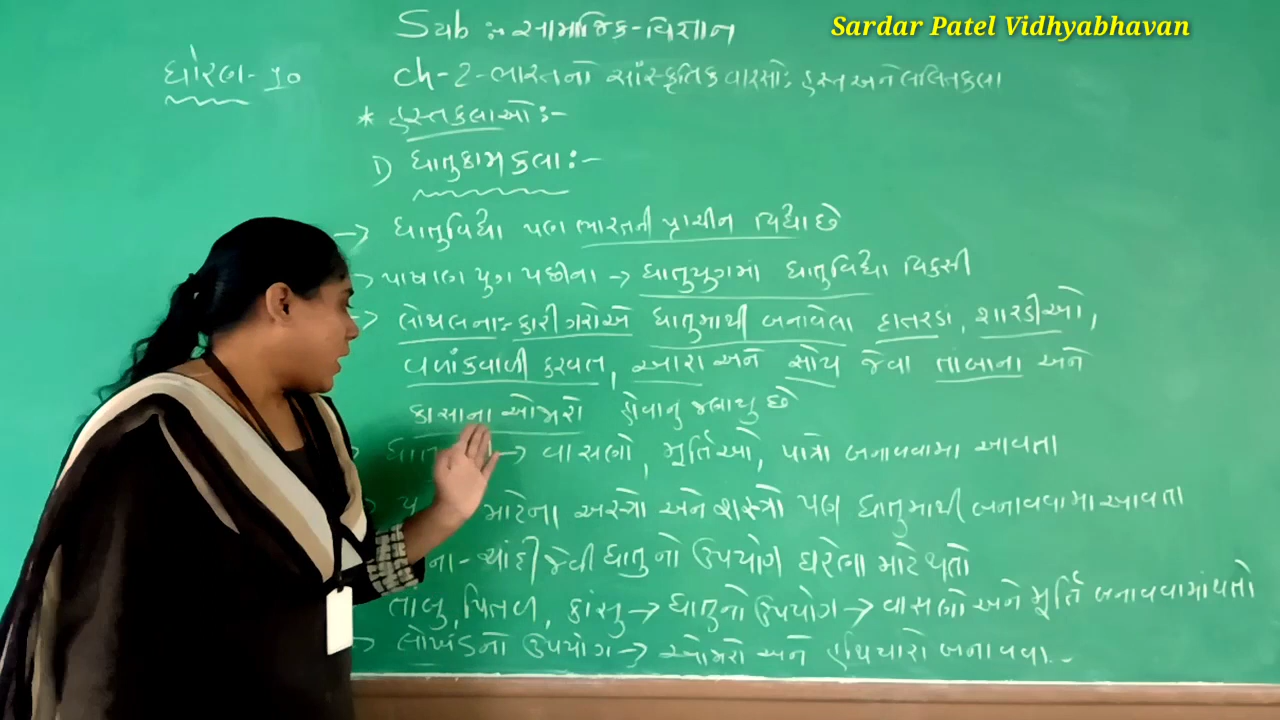 Sardar Patel Vidhyabhavan
Sub :- સામાજિક-વિજ્ઞાન
ધોરણ-૧૦
ch-2-ભારતનો સાંસ્કૃતિક વારસો: હસ્ત અને લલિતકલા
* હસ્તકલાઓ:-
1) ધાતુકામ કલા:-
→ ધાતુવિદ્યા પણ ભારતની પ્રાચીન વિદ્યા છે
→ પાષાણ યુગ પછીના → ધાતુયુગમાં ધાતુવિદ્યા વિકસી
→ લોથલના:- કારીગરોએ ધાતુમાથી બનાવેલા દાતરડા, શારડીઓ,
વળાંકવાળી કરવત, આરા અને સોય જેવા તાંબાના અને
કાસાના ઓજારો હોવાનુ જણાયુ છે
→ વાસણો, મૂર્તિઓ, પાત્રો બનાવવામા આવતા
માટેના અસ્ત્રો અને શસ્ત્રો પણ ધાતુમાથી બનાવવામા આવતા
ના-ચાંદી જેવી ધાતુનો ઉપયોગ ઘરેણા માટે થતો
તાંબુ, પિતળ, કાંસુ → ધાતુનો ઉપયોગ → વાસણો અને મૂર્તિ બનાવવામાં થતો
→ લોખંડનો ઉપયોગ → ઓજારો અને હથિયારો બનાવવા..